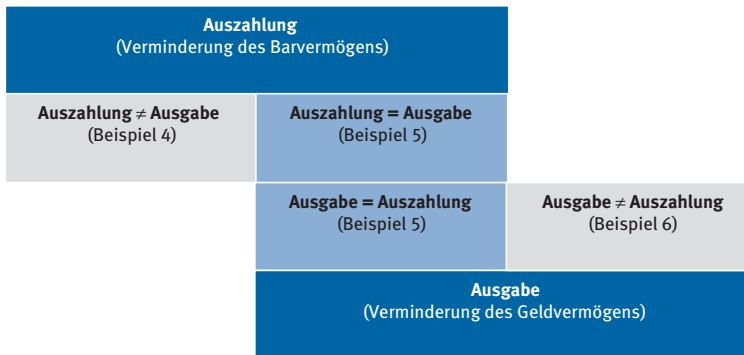 Auszahlung
(Verminderung des Barvermögens)
Auszahlung ≠ Ausgabe
(Beispiel 4)
Auszahlung = Ausgabe
(Beispiel 5)
Ausgabe = Auszahlung
(Beispiel 5)
Ausgabe ≠ Auszahlung
(Beispiel 6)
Ausgabe
(Verminderung des Geldvermögens)